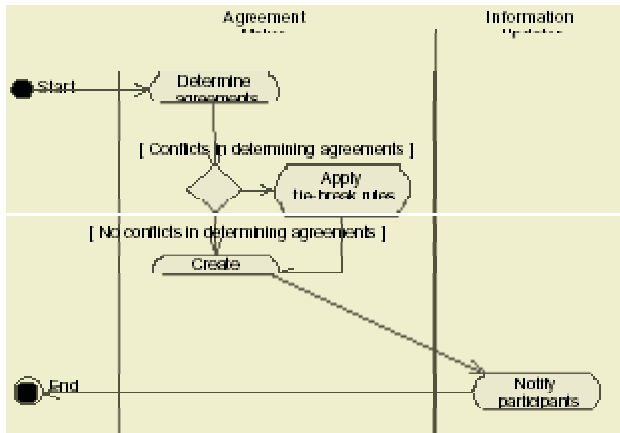 Agreement
Information
Start
Determine
agreements
[ Conflicts in determining agreements ]
Apply
tie-break rules
[ No conflicts in determining agreements ]
Create
End
Notify
participants